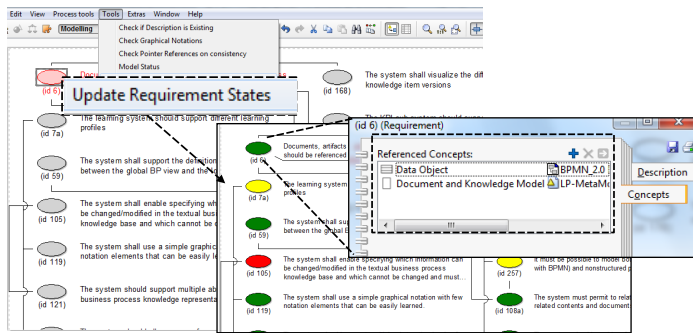 Edit View Process tools Tools Extras Window Help
Modelling
Check if Description is Existing
Check Graphical Notations
Check Pointer References on consistency
Model Status
Update Requirement States
(id 6)
The system shall visualize the diff
knowledge item versions
(id 168)
The learning system should support different learning
profiles
(id 7a)
The system shall support the definition
between the global BP view and the lo
(id 59)
The system shall enable specifying wh
be changed/modified in the textual bus
knowledge base and which cannot be c
(id 105)
The system shall use a simple graphic
notation elements that can be easily le
(id 119)
The system should support multiple ab
business process knowledge representa
(id 121)
Documents, artifacts
should be referenced
(id 6)
The learning system
profiles
(id 7a)
The system shall sup
between the global B
(id 59)
The system shall enable specifying which information can
be changed/modified in the textual business process
knowledge base and which cannot be changed and must...
(id 105)
The system shall use a simple graphical notation with few
notation elements that can be easily learned.
(id 119)
It must be possible to model bo
with BPMN) and nonstructured p
(id 257)
The system must permit to relat
related contents and document
(id 108a)
(id 6) (Requirement)
Referenced Concepts:
Data Object BPMN_2.0
Document and Knowledge Model LP-MetaMo
Description
Concepts